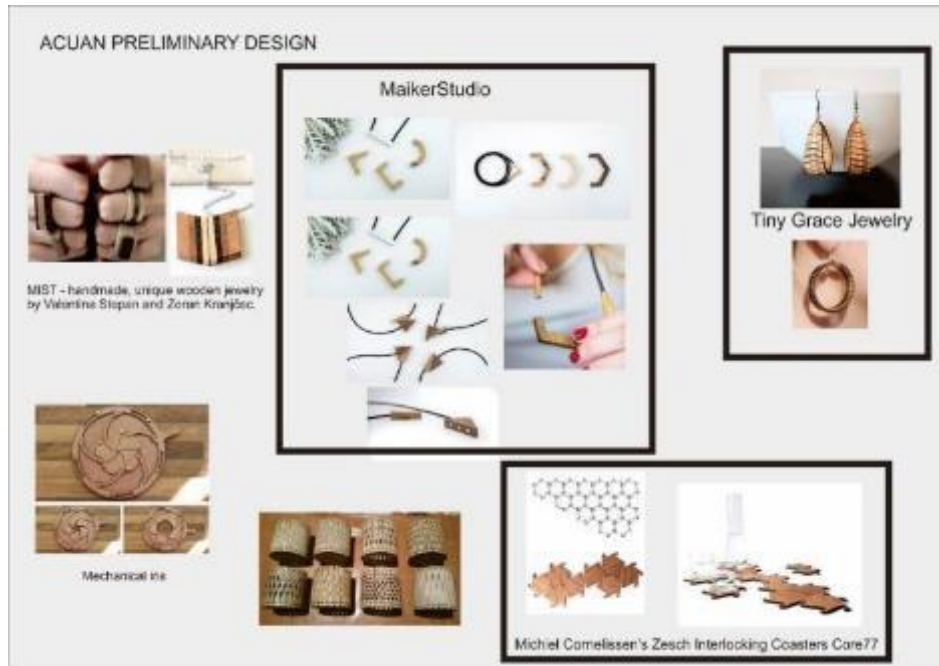 ACUAN PRELIMINARY DESIGN
MaikerStudio
Tiny Grace Jewelry
MIST - handmade, unique wooden jewelry
by Valentina Stepan and Zoran Kranjčec.
Mechanical iris
Michiel Cornelissen's Zesch Interlocking Coasters Core77